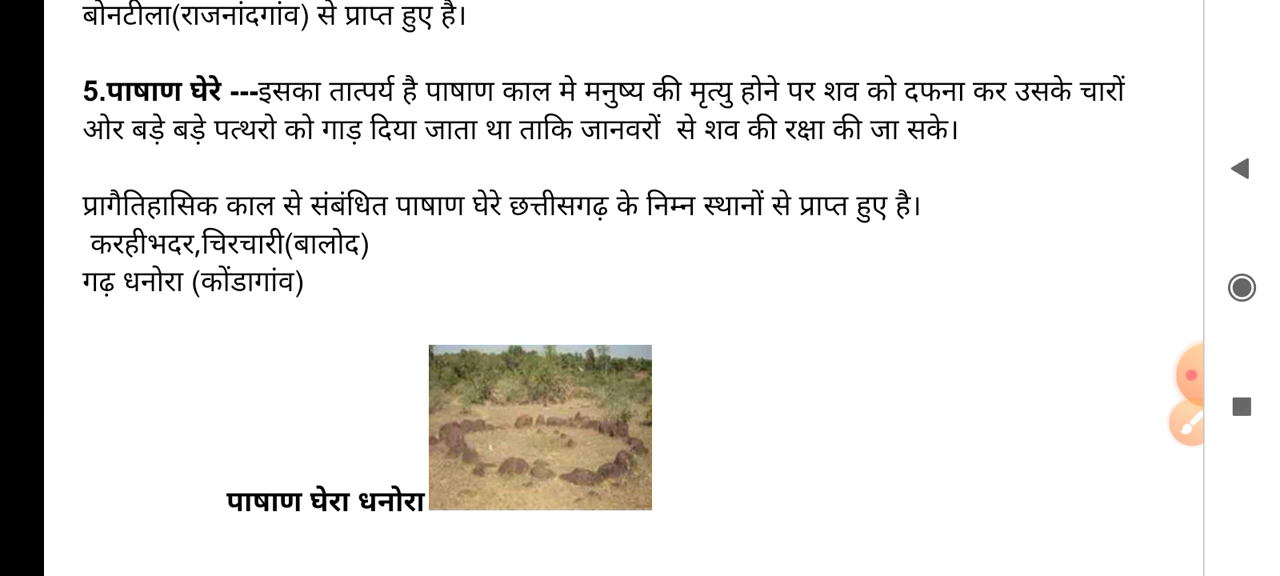 बोनटीला(राजनांदगांव) से प्राप्त हुए है।
5.पाषाण घेरे ---इसका तात्पर्य है पाषाण काल मे मनुष्य की मृत्यु होने पर शव को दफना कर उसके चारों
ओर बड़े बड़े पत्थरो को गाड़ दिया जाता था ताकि जानवरों से शव की रक्षा की जा सके।
प्रागैतिहासिक काल से संबंधित पाषाण घेरे छत्तीसगढ़ के निम्न स्थानों से प्राप्त हुए है।
करहीभदर,चिरचारी(बालोद)
गढ़ धनोरा (कोंडागांव)
पाषाण घेरा धनोरा